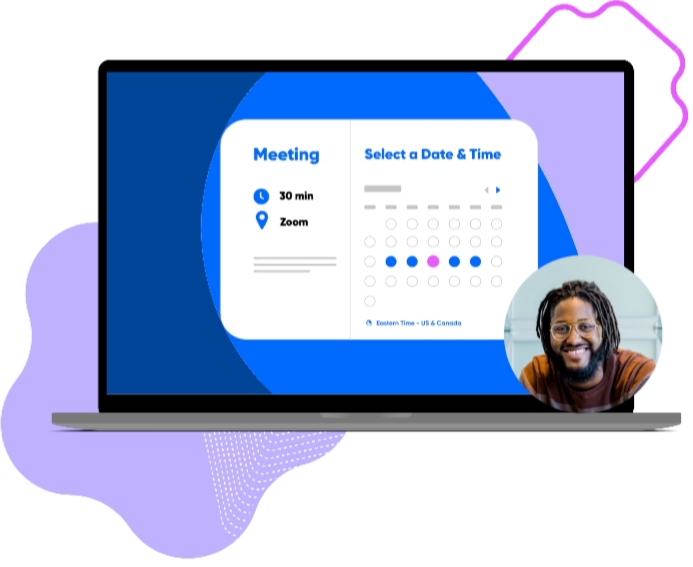 Meeting
Select a Date & Time
30 min
Zoom
Eastern Time - US & Canada